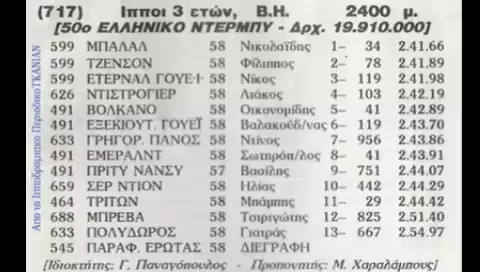 (717) Ιπποι 3 ετών, Β.Η. 2400 μ.
[50ο ΕΛΛΗΝΙΚΟ ΝΤΕΡΜΠΥ - Δρχ. 19.910.000]
599 ΜΠΑΛΑΛ 58 Νικολαΐδης 1– 34 2.41.66
599 ΤΖΕΝΣΟΝ 58 Φίλιππος 2– 78 2.41.89
599 ΕΤΕΡΝΑΛ ΓΟΥΕ·Ι 58 Νίκος 3– 119 2.41.98
626 ΝΤΙΣΤΡΟΓΙΕΡ 58 Λιάκος 4– 103 2.42.19
491 ΒΟΛΚΑΝΟ 58 Οικονομίδης 5– 41 2.42.89
491 ΕΞΕΚΙΟΥΤ. ΓΟΥΕΪ 58 Βαλακούδ/νας 6– 119 2.43.70
633 ΓΡΗΓΟΡ. ΠΑΝΟΣ 58 Ντίνος 7– 956 2.43.86
491 ΕΜΕΡΑΛΝΤ 58 Σωτηρόπ/λος 8– 41 2.43.91
491 ΠΡΙΤΥ ΝΑΝΣΥ 57 Βασίλης 9– 751 2.44.07
659 ΣΕΡ ΝΤΙΟΝ 58 Ηλίας 10– 442 2.44.29
464 ΤΡΙΤΩΝ 58 Μπάμπης 11– 29 2.44.42
688 ΜΠΡΕΒΑ 58 Τσιριγώτης 12– 825 2.51.40
633 ΠΟΛΥΔΩΡΟΣ 58 Γιατράς 13– 667 2.54.97
545 ΠΑΡΑΦ. ΕΡΩΤΑΣ 58 ΔΙΕΓΡΑΦΗ
[Ιδιοκτήτης: Γ. Παναγόπουλος - Προπονητής: Μ. Χαραλάμπους]
Απο το Ιπποδρομιακο Περιοδικο ΓΚΑΝΙΑΝ